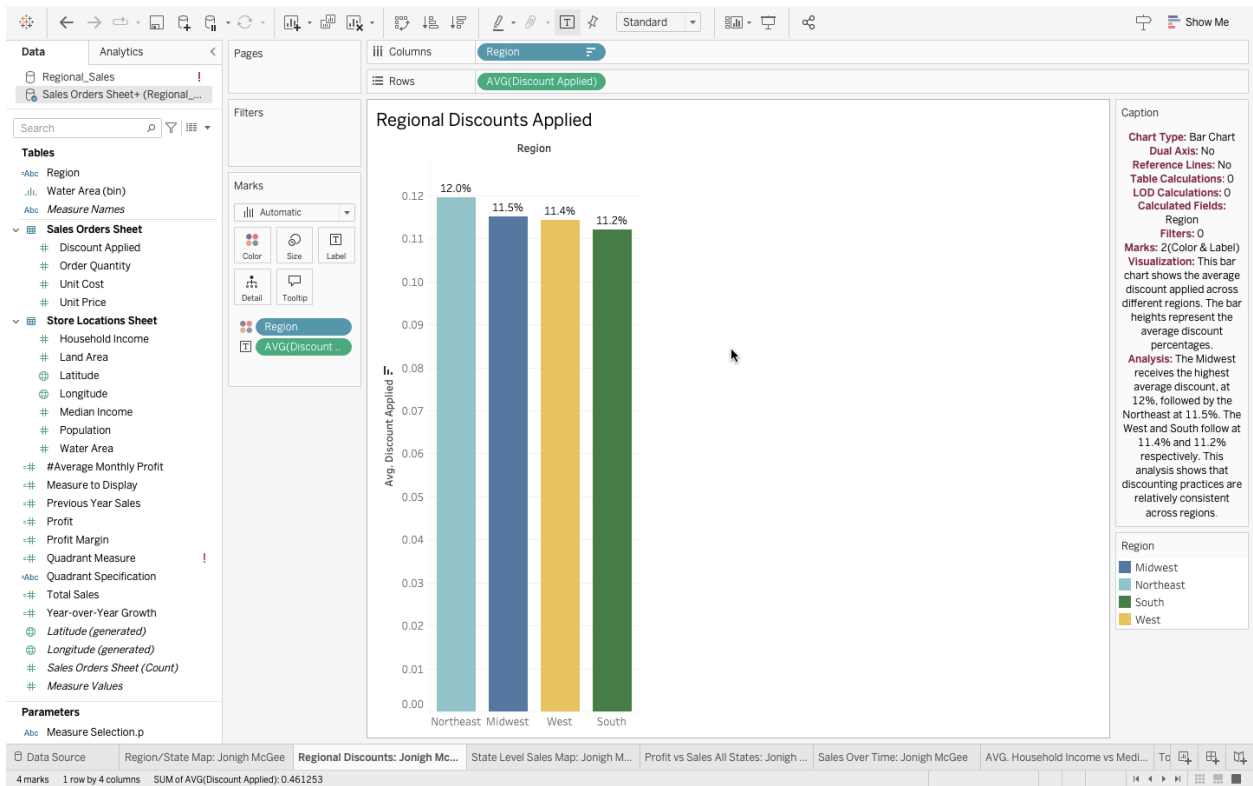 Standard
Show Me
Data
Analytics
Regional_Sales
!
Sales Orders Sheet+ (Regional_...
Search
Tables
=Abc Region
Water Area (bin)
Abc Measure Names
Sales Orders Sheet
# Discount Applied
# Order Quantity
# Unit Cost
# Unit Price
Store Locations Sheet
# Household Income
# Land Area
Latitude
Longitude
# Median Income
# Population
# Water Area
=# #Average Monthly Profit
=# Measure to Display
=# Previous Year Sales
=# Profit
=# Profit Margin
=# Quadrant Measure !
=Abc Quadrant Specification
=# Total Sales
=# Year-over-Year Growth
Latitude (generated)
Longitude (generated)
# Sales Orders Sheet (Count)
# Measure Values
Parameters
Abc Measure Selection.p
Pages
Filters
Marks
Automatic
Color
Size
T
Label
Detail
Tooltip
Region
T AVG(Discount ..
Columns
Region
Rows
AVG(Discount Applied)
Regional Discounts Applied
Region
Avg. Discount Applied
0.12
0.11
0.10
0.09
0.08
0.07
0.06
0.05
0.04
0.03
0.02
0.01
0.00
12.0%
11.5%
11.4%
11.2%
Northeast
Midwest
West
South
Caption
Chart Type: Bar Chart
Dual Axis: No
Reference Lines: No
Table Calculations: 0
LOD Calculations: 0
Calculated Fields:
Region
Filters: 0
Marks: 2(Color & Label)
Visualization: This bar
chart shows the average
discount applied across
different regions. The bar
heights represent the
average discount
percentages.
Analysis: The Midwest
receives the highest
average discount, at
12%, followed by the
Northeast at 11.5%. The
West and South follow at
11.4% and 11.2%
respectively. This
analysis shows that
discounting practices are
relatively consistent
across regions.
Region
Midwest
Northeast
South
West
Data Source
Region/State Map: Jonigh McGee
Regional Discounts: Jonigh Mc...
State Level Sales Map: Jonigh M...
Profit vs Sales All States: Jonigh ...
Sales Over Time: Jonigh McGee
AVG. Household Income vs Medi...
To
4 marks
1 row by 4 columns
SUM of AVG(Discount Applied): 0.461253